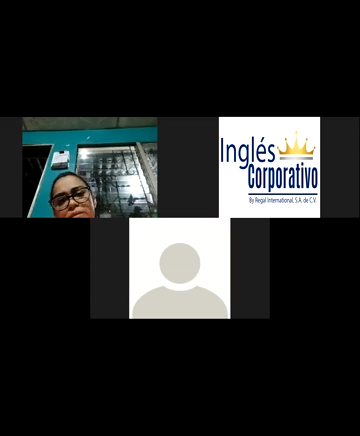 Inglés
Corporativo
By Regal International, S.A. de C.V.